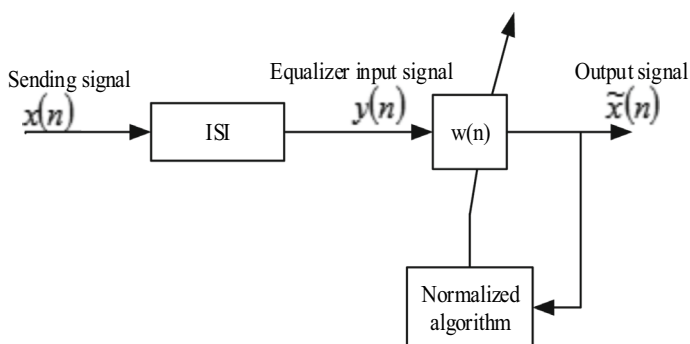 Sending signal
Equalizer input signal
Output signal
x(n)
y(n)
x̃(n)
ISI
w(n)
Normalized
algorithm